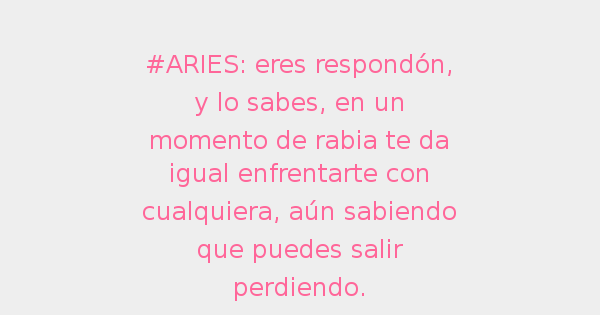 #ARIES: eres respondón,
y lo sabes, en un
momento de rabia te da
igual enfrentarte con
cualquiera, aún sabiendo
que puedes salir
perdiendo.